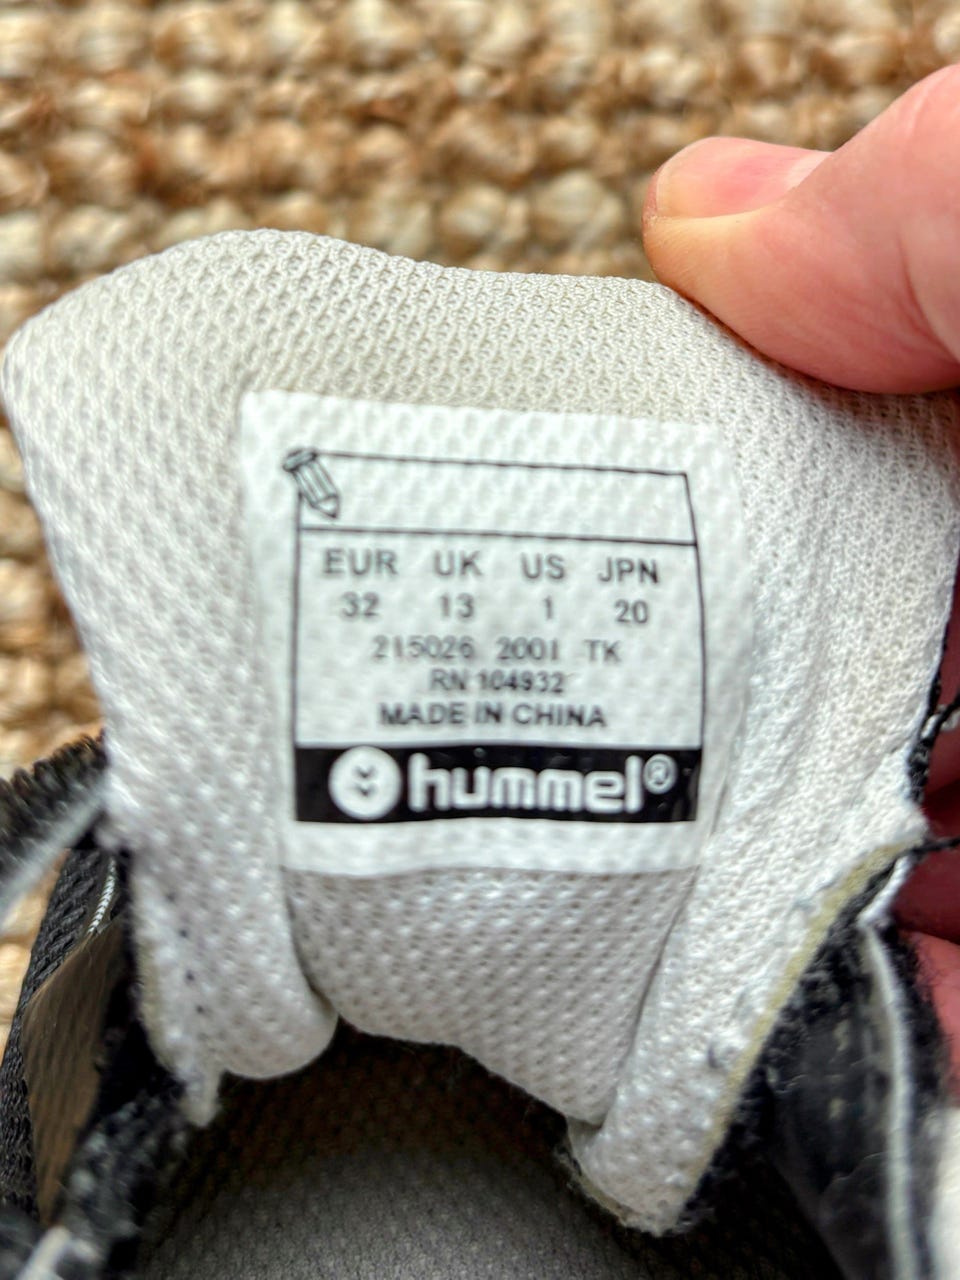 EUR UK US JPN
32 13 1 20
215026 2001 TK
RN 104932
MADE IN CHINA
hummel®